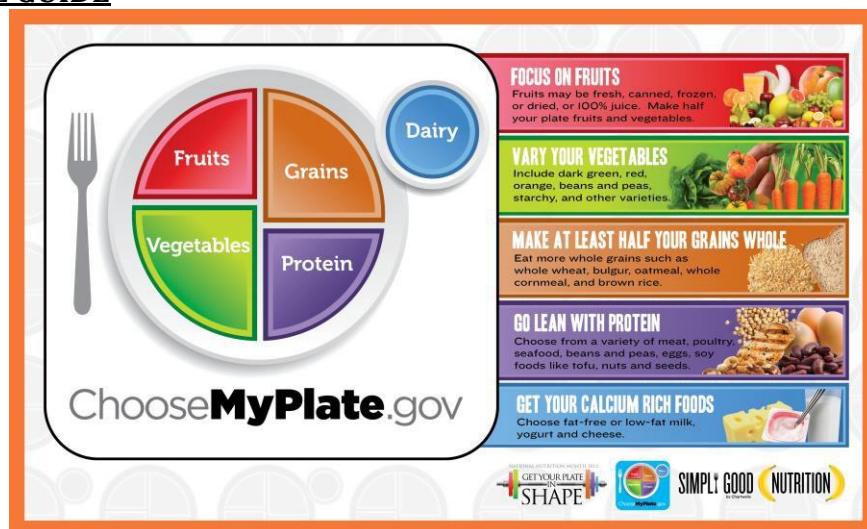 GUIDE
Fruits
Grains
Dairy
Vegetables
Protein
ChooseMyPlate.gov
FOCUS ON FRUITS
Fruits may be fresh, canned, frozen,
or dried, or 100% juice. Make half
your plate fruits and vegetables.
VARY YOUR VEGETABLES
Include dark green, red,
orange, beans and peas,
starchy, and other varieties.
MAKE AT LEAST HALF YOUR GRAINS WHOLE
Eat more whole grains such as
whole wheat, bulgur, oatmeal, whole
cornmeal, and brown rice.
GO LEAN WITH PROTEIN
Choose from a variety of meat, poultry,
seafood, beans and peas, eggs, soy
foods like tofu, nuts and seeds.
GET YOUR CALCIUM RICH FOODS
Choose fat-free or low-fat milk,
yogurt and cheese.
GET YOUR PLATE
IN
SHAPE
ChooseMyPlate.gov
SIMPLY GOOD
NUTRITION